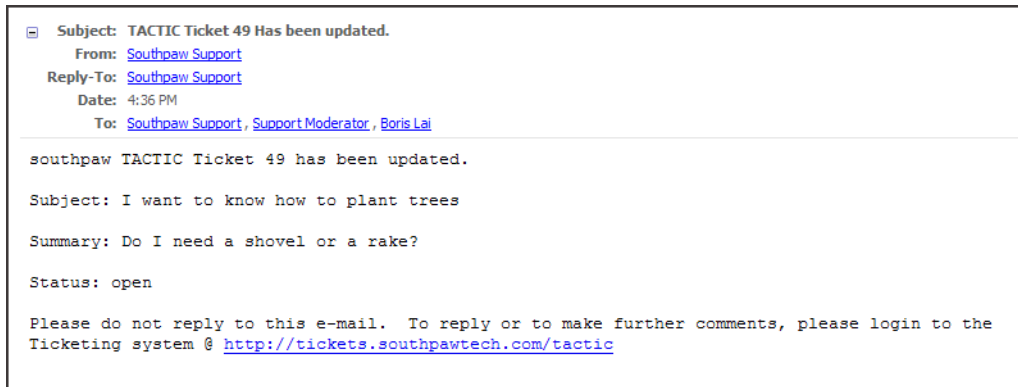 Subject: TACTIC Ticket 49 Has been updated.
From: Southpaw Support
Reply-To: Southpaw Support
Date: 4:36 PM
To: Southpaw Support , Support Moderator , Boris Lai
southpaw TACTIC Ticket 49 has been updated.
Subject: I want to know how to plant trees
Summary: Do I need a shovel or a rake?
Status: open
Please do not reply to this e-mail.  To reply or to make further comments, please login to the
Ticketing system @ http://tickets.southpawtech.com/tactic